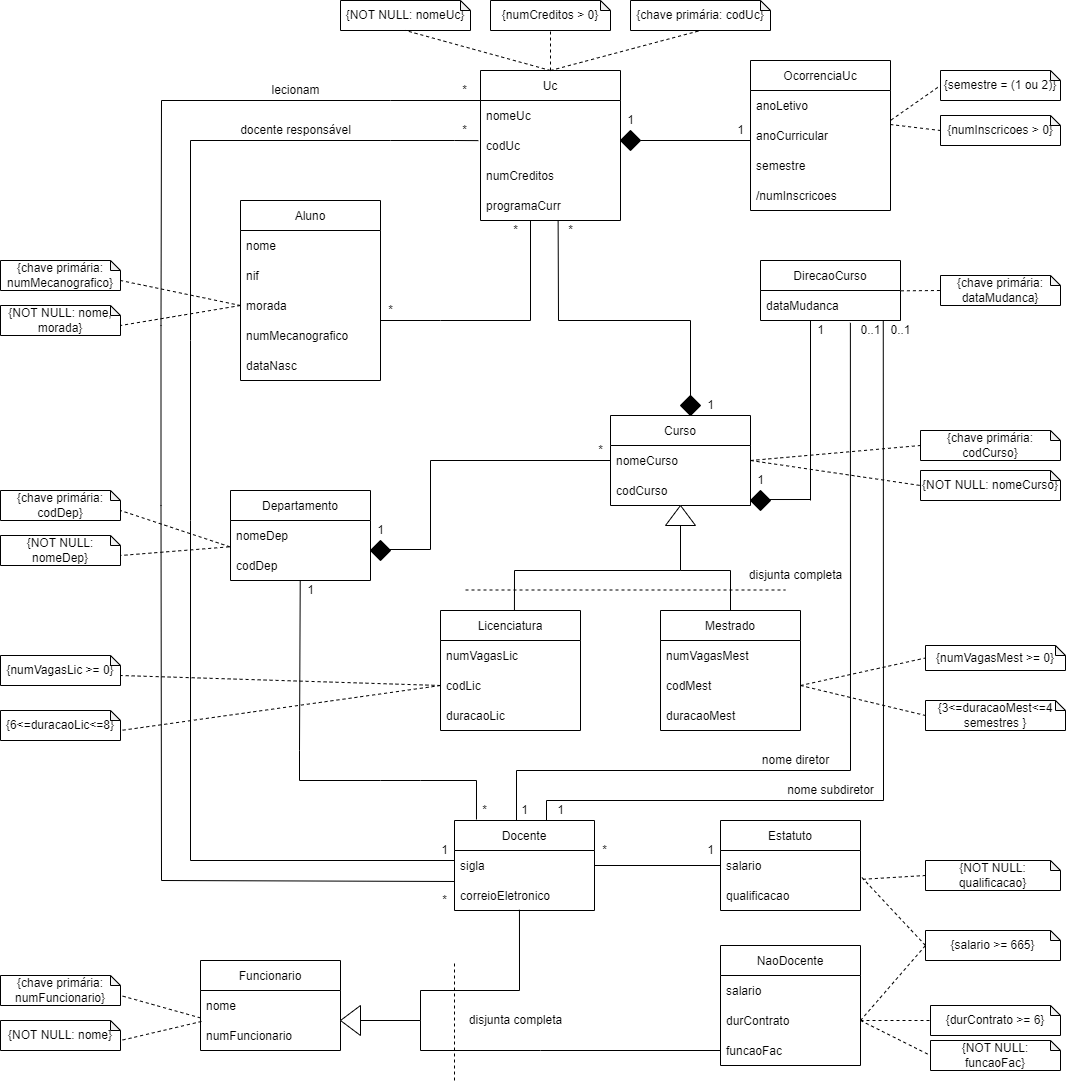 {NOT NULL: nomeUc}
{numCreditos > 0}
{chave primária: codUc}
Uc
nomeUc
codUc
numCreditos
programaCurr
OcorrenciaUc
anoLetivo
anoCurricular
semestre
/numInscricoes
{semestre = (1 ou 2)}
{numInscricoes > 0}
lecionam
*
docente responsável
*
1
1
*
*
Aluno
nome
nif
morada
numMecanografico
dataNasc
*
{chave primária:
numMecanografico}
{NOT NULL: nome,
morada}
DirecaoCurso
dataMudanca
{chave primária:
dataMudanca}
1
0..1
0..1
1
Curso
nomeCurso
codCurso
*
1
{chave primária:
codCurso}
{NOT NULL: nomeCurso}
Departamento
nomeDep
codDep
1
1
{chave primária:
codDep}
{NOT NULL:
nomeDep}
disjunta completa
Licenciatura
numVagasLic
codLic
duracaoLic
Mestrado
numVagasMest
codMest
duracaoMest
{numVagasLic >= 0}
{6<=duracaoLic<=8}
{numVagasMest >= 0}
{3<=duracaoMest<=4
semestres }
nome diretor
nome subdiretor
*
1
1
Docente
sigla
correioEletronico
1
*
*
1
Estatuto
salario
qualificacao
{NOT NULL:
qualificacao}
{salario >= 665}
NaoDocente
salario
durContrato
funcaoFac
{durContrato >= 6}
{NOT NULL:
funcaoFac}
Funcionario
nome
numFuncionario
{chave primária:
numFuncionario}
{NOT NULL: nome}
disjunta completa